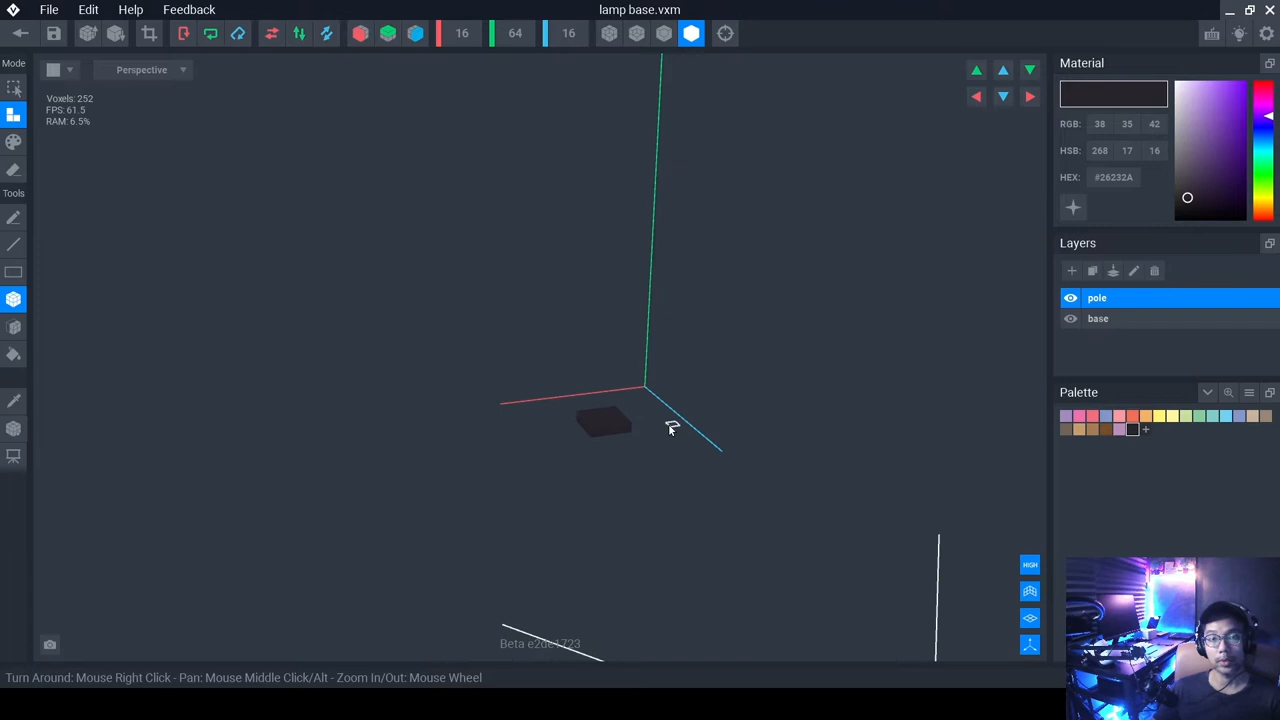 File Edit Help Feedback
lamp base.vxm
16 64 16
Mode
Perspective
Voxels: 252
FPS: 61.5
RAM: 6.5%
Tools
Material
RGB: 38 35 42
HSB: 268 17 16
HEX: #26232A
Layers
pole
base
Palette
HIGH
Beta e2de1723
Turn Around: Mouse Right Click - Pan: Mouse Middle Click/Alt - Zoom In/Out: Mouse Wheel